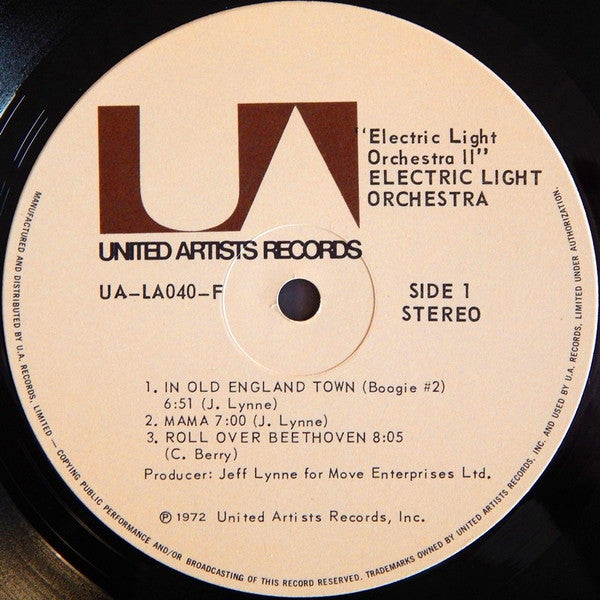 UA
"Electric Light
Orchestra II"
ELECTRIC LIGHT
ORCHESTRA
UNITED ARTISTS RECORDS
UA-LA040-F
SIDE 1
STEREO
1. IN OLD ENGLAND TOWN (Boogie #2)
6:51 (J. Lynne)
2. MAMA 7:00 (J. Lynne)
3. ROLL OVER BEETHOVEN 8:05
(C. Berry)
Producer: Jeff Lynne for Move Enterprises Ltd.
℗ 1972 United Artists Records, Inc.
MANUFACTURED AND DISTRIBUTED BY U.A. RECORDS, LIMITED — COPYING PUBLIC PERFORMANCE AND/OR BROADCASTING OF THIS RECORD RESERVED. TRADEMARKS OWNED BY UNITED ARTISTS RECORDS, INC. AND USED BY U.A. RECORDS, LIMITED UNDER AUTHORIZATION.